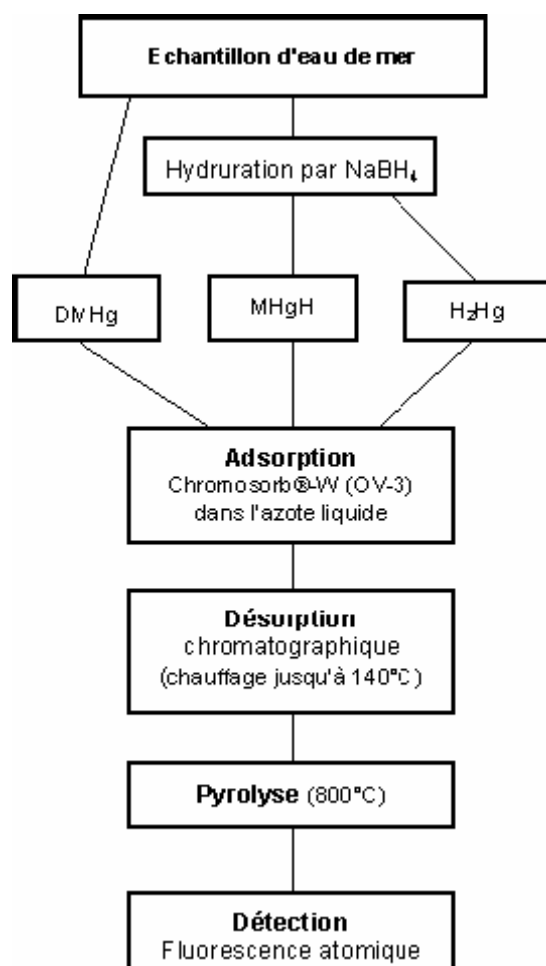 Echantillon d'eau de mer
Hydruration par NaBH₄
DMHg
MHgH
H₂Hg
Adsorption
Chromosorb®-W (OV-3)
dans l'azote liquide
Désorption
chromatographique
(chauffage jusqu'à 140°C)
Pyrolyse (800°C)
Détection
Fluorescence atomique